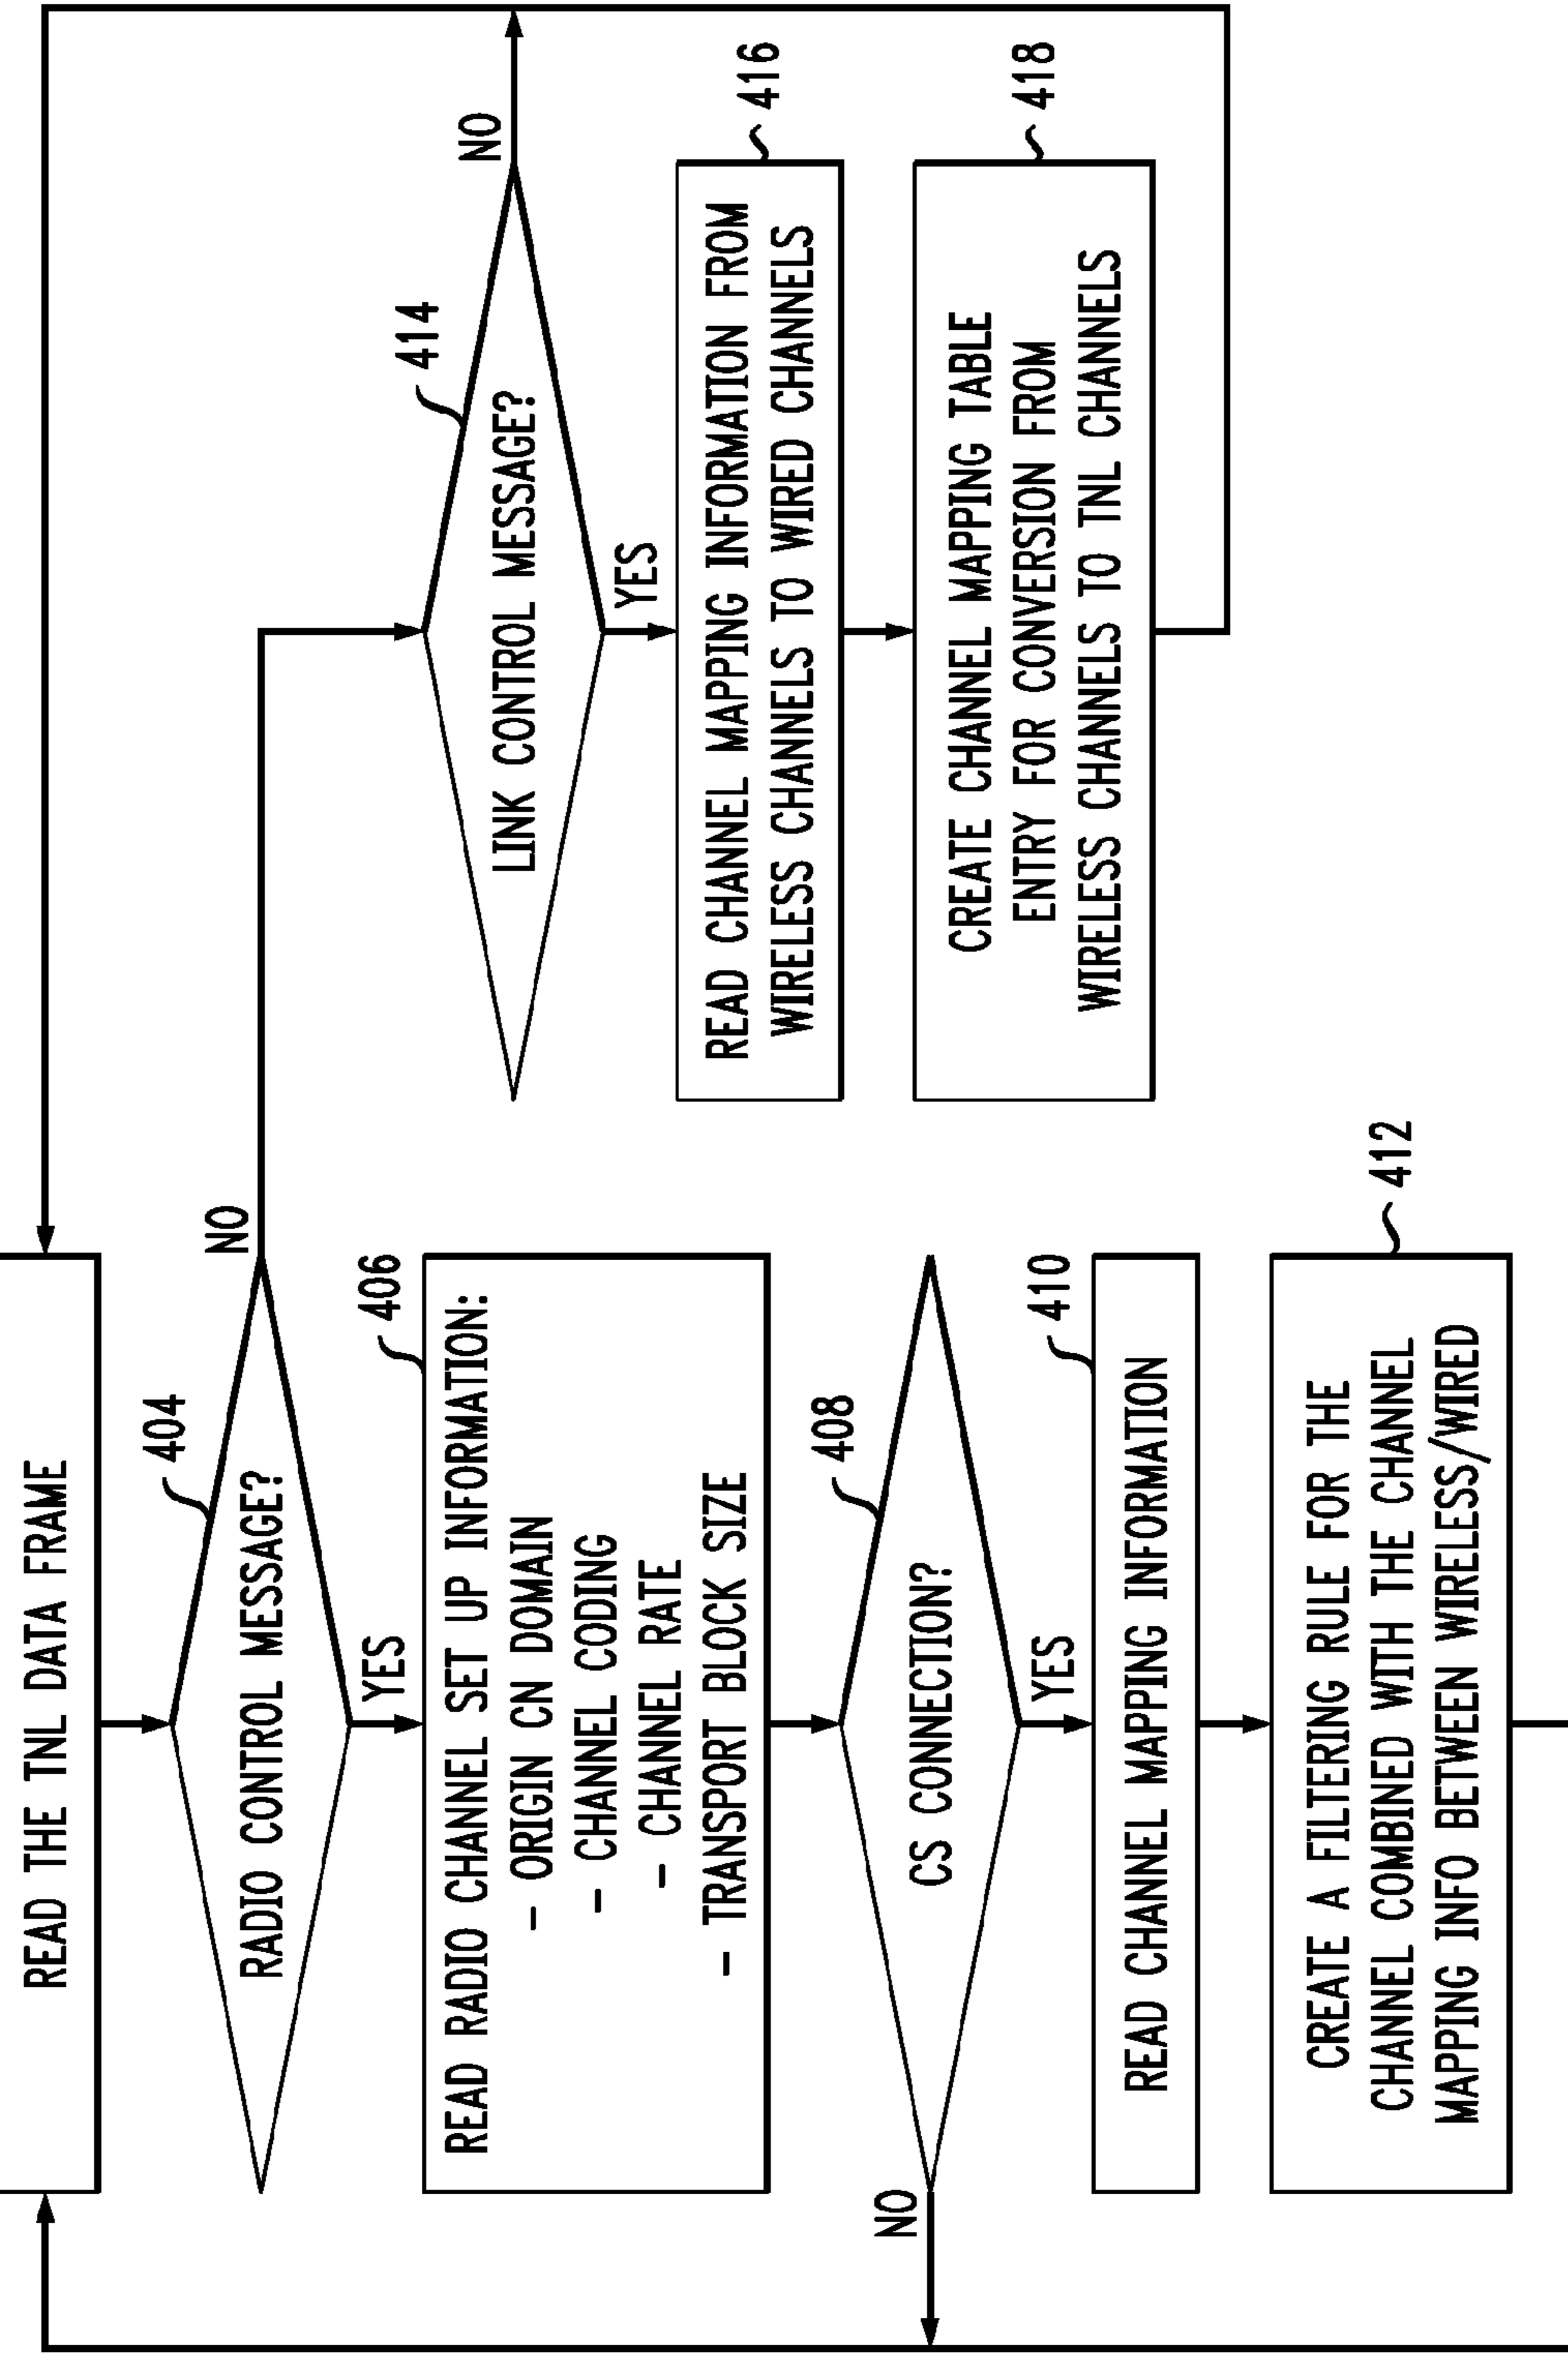 READ THE TNL DATA FRAME
404
RADIO CONTROL MESSAGE?
NO
YES
406
READ RADIO CHANNEL SET UP INFORMATION:
- ORIGIN CN DOMAIN
- CHANNEL CODING
- CHANNEL RATE
- TRANSPORT BLOCK SIZE
408
CS CONNECTION?
NO
YES
410
READ CHANNEL MAPPING INFORMATION
412
CREATE A FILTERING RULE FOR THE
CHANNEL COMBINED WITH THE CHANNEL
MAPPING INFO BETWEEN WIRELESS/WIRED
414
LINK CONTROL MESSAGE?
NO
YES
416
READ CHANNEL MAPPING INFORMATION FROM
WIRELESS CHANNELS TO WIRED CHANNELS
418
CREATE CHANNEL MAPPING TABLE
ENTRY FOR CONVERSION FROM
WIRELESS CHANNELS TO TNL CHANNELS